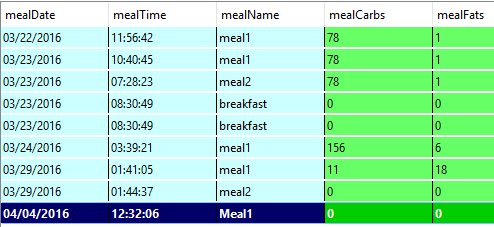 mealDate mealTime mealName mealCarbs mealFats
03/22/2016 11:56:42 meal1 78 1
03/23/2016 10:40:45 meal1 78 1
03/23/2016 07:28:23 meal2 78 1
03/23/2016 08:30:49 breakfast 0 0
03/23/2016 08:30:49 breakfast 0 0
03/24/2016 03:39:21 meal1 156 6
03/29/2016 01:41:05 meal1 11 18
03/29/2016 01:44:37 meal2 0 0
04/04/2016 12:32:06 Meal1 0 0